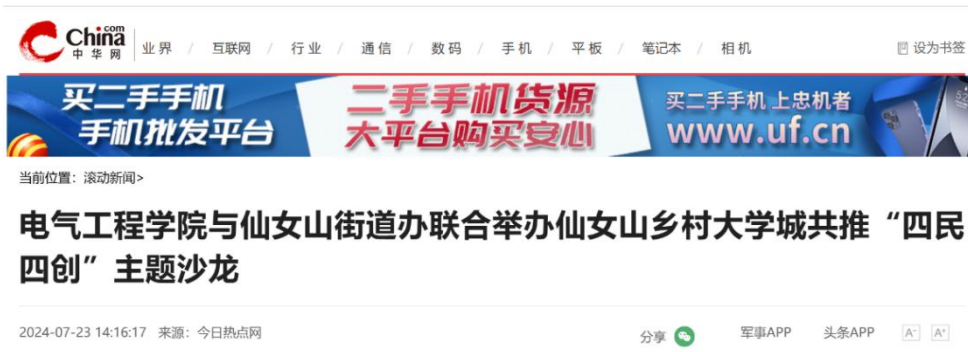 China.com
中华网
业界 / 互联网 / 行业 / 通信 / 数码 / 手机 / 平板 / 笔记本 / 相机
设为书签
买二手手机
手机批发平台
二手手机货源
大平台购买安心
买二手手机 上忠机者
www.uf.cn
当前位置：滚动新闻>
电气工程学院与仙女山街道办联合举办仙女山乡村大学城共推“四民
四创”主题沙龙
2024-07-23 14:16:17 来源：今日热点网
分享 军事APP 头条APP A- A+